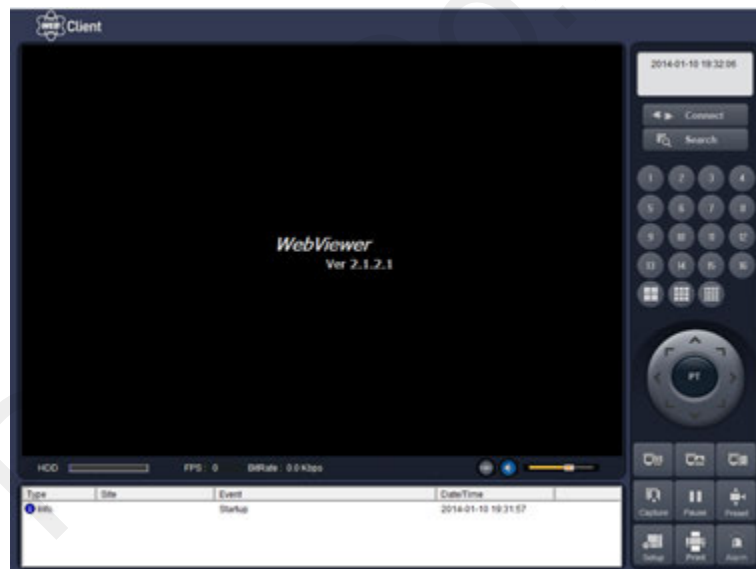 WEB Client
2014-01-10 19:32:06
Connect
Search
1 2 3 4
5 6 7 8
9 10 11 12
13 14 15 16
WebViewer
Ver 2.1.2.1
PT
HDD FPS : 0 BitRate : 0.0 Kbps
Type Site Event Date/Time
Info Startup 2014-01-10 19:31:57
Capture Pause Preset
Setup Print Alarm